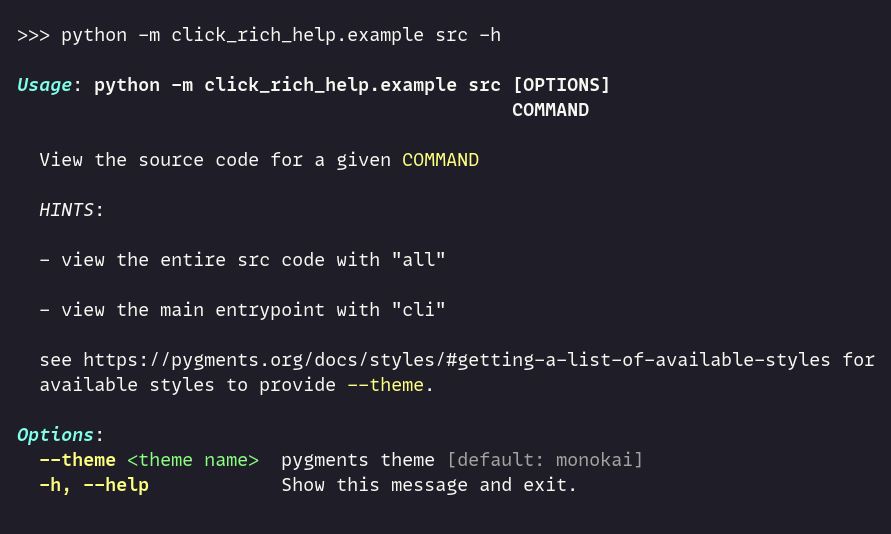 >>> python -m click_rich_help.example src -h
Usage: python -m click_rich_help.example src [OPTIONS]
COMMAND
View the source code for a given COMMAND
HINTS:
- view the entire src code with "all"
- view the main entrypoint with "cli"
see https://pygments.org/docs/styles/#getting-a-list-of-available-styles for
available styles to provide --theme.
Options:
--theme <theme name>  pygments theme [default: monokai]
-h, --help            Show this message and exit.